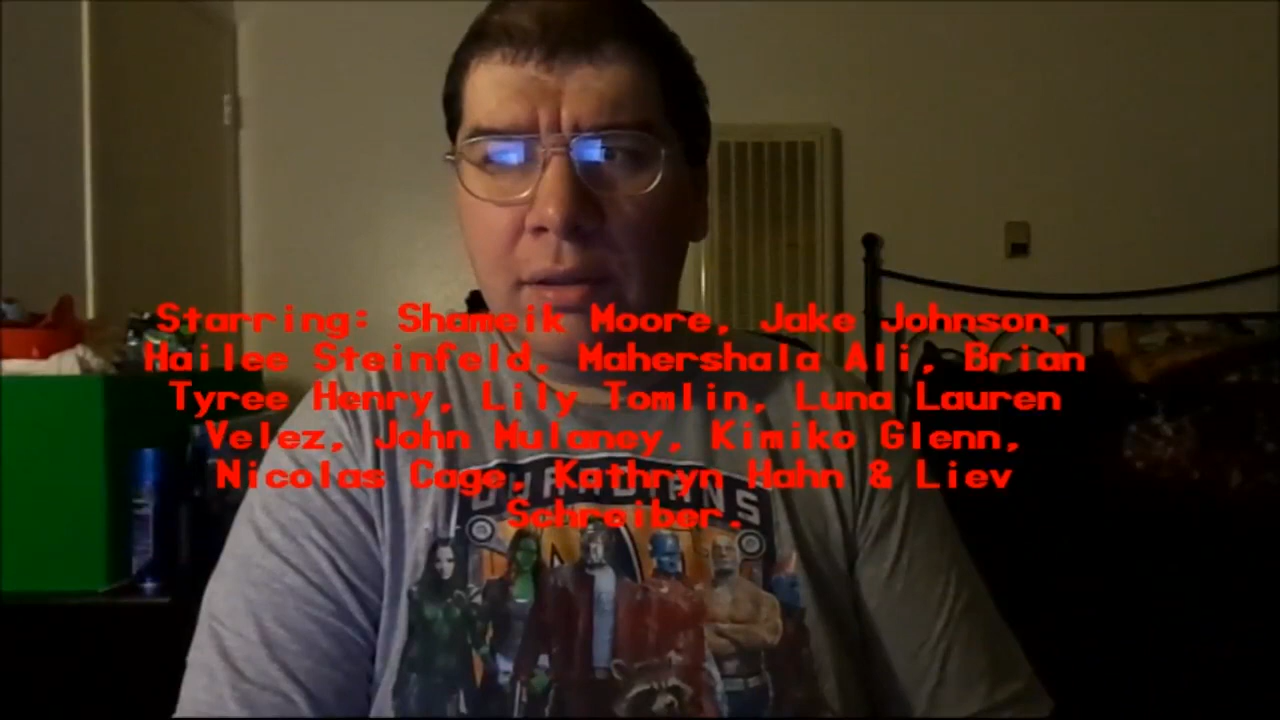 Starring: Shameik Moore, Jake Johnson,
Hailee Steinfeld, Mahershala Ali, Brian
Tyree Henry, Lily Tomlin, Luna Lauren
Velez, John Mulaney, Kimiko Glenn,
Nicolas Cage, Kathryn Hahn & Liev
Schreiber.
GUARDIANS